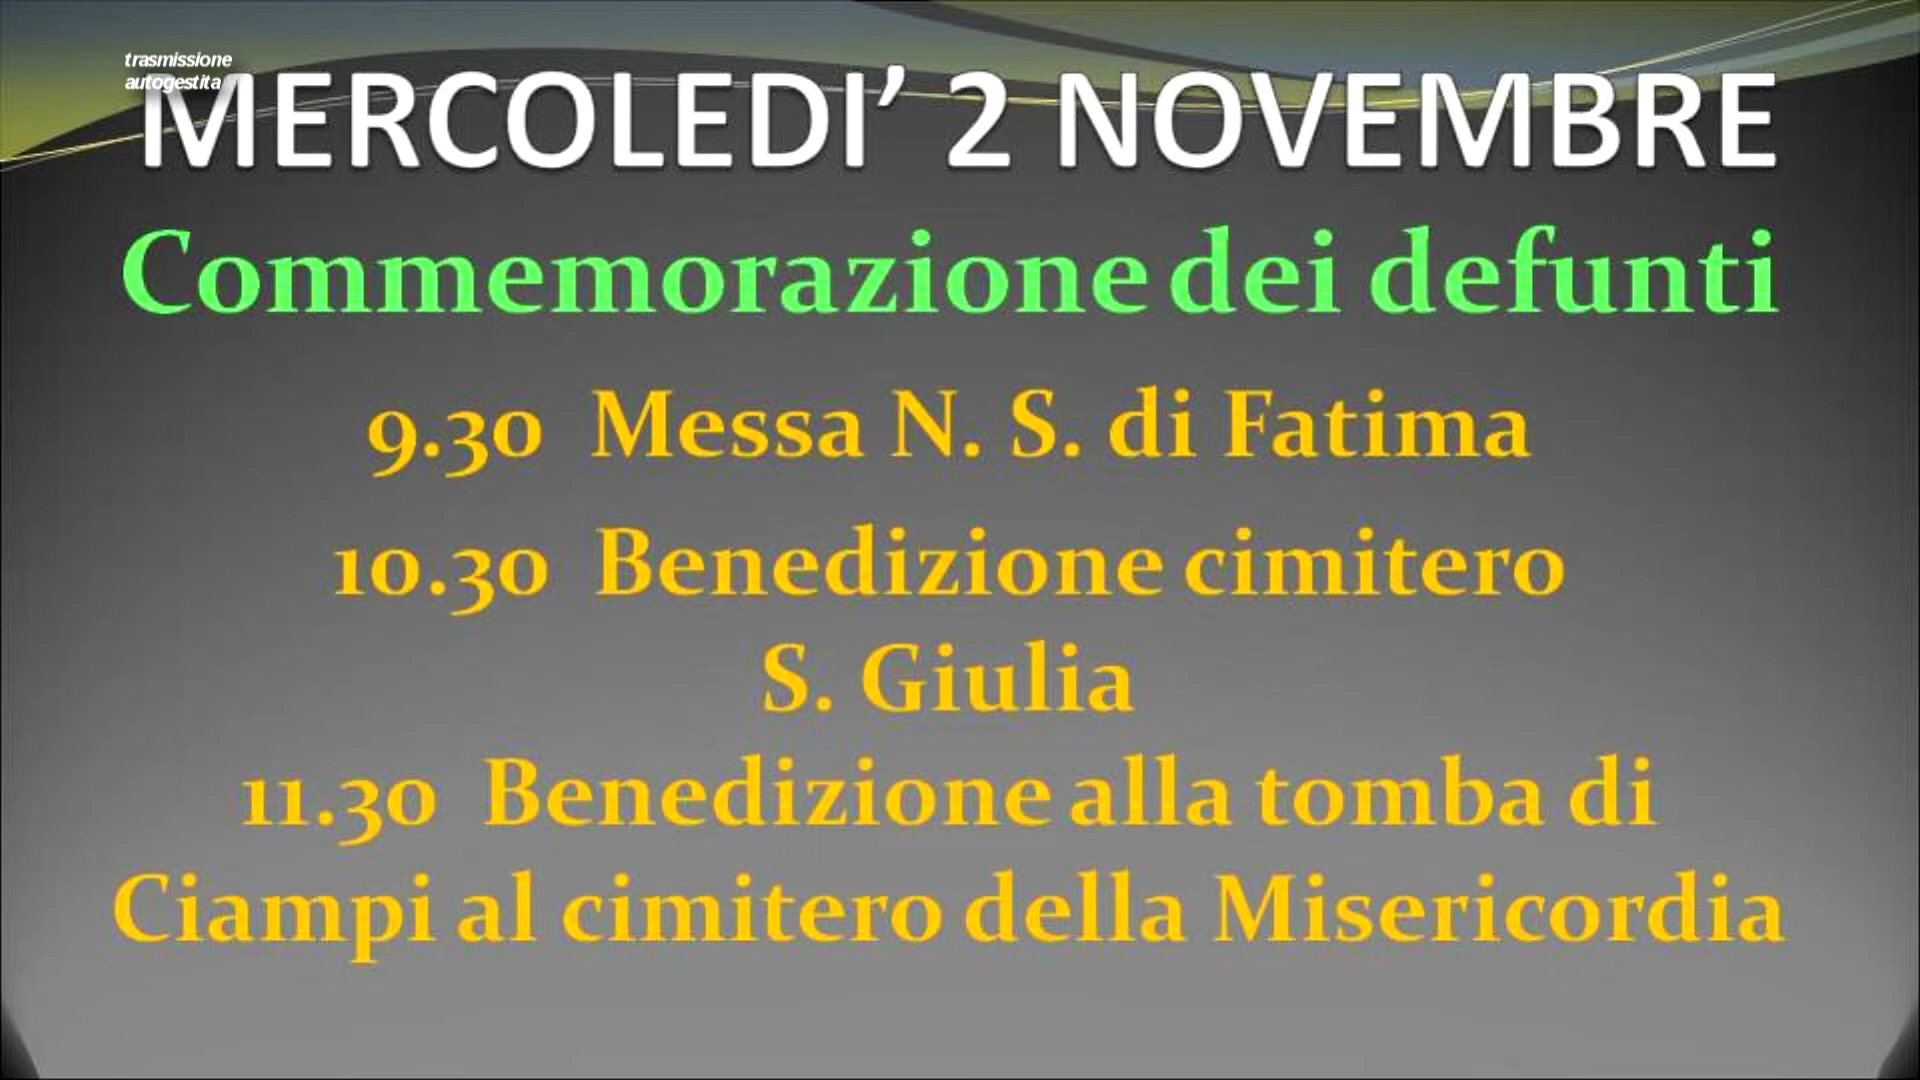 trasmissione
autogestita
MERCOLEDI’ 2 NOVEMBRE
Commemorazione dei defunti
9.30 Messa N. S. di Fatima
10.30 Benedizione cimitero
S. Giulia
11.30 Benedizione alla tomba di
Ciampi al cimitero della Misericordia